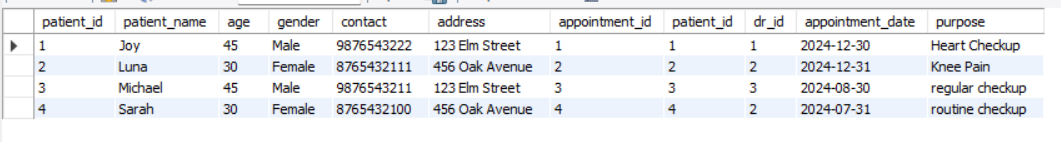 patient_id patient_name age gender contact address appointment_id patient_id dr_id appointment_date purpose
1 Joy 45 Male 9876543222 123 Elm Street 1 1 1 2024-12-30 Heart Checkup
2 Luna 30 Female 8765432111 456 Oak Avenue 2 2 2 2024-12-31 Knee Pain
3 Michael 45 Male 9876543211 123 Elm Street 3 3 3 2024-08-30 regular checkup
4 Sarah 30 Female 8765432100 456 Oak Avenue 4 4 2 2024-07-31 routine checkup